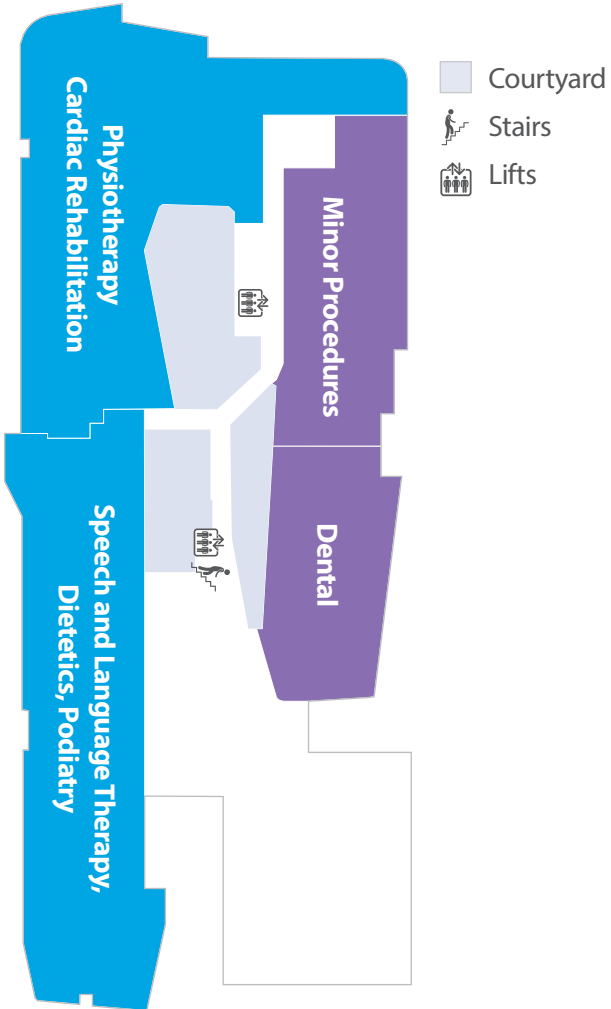 Courtyard
Stairs
Lifts
Physiotherapy
Cardiac Rehabilitation
Minor Procedures
Dental
Speech and Language Therapy,
Dietetics, Podiatry